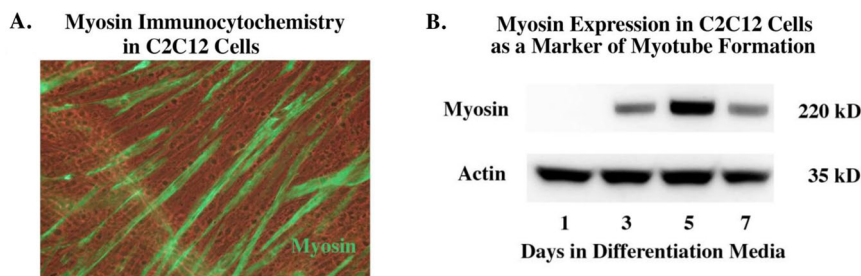 A.
Myosin Immunocytochemistry
in C2C12 Cells
Myosin
B.
Myosin Expression in C2C12 Cells
as a Marker of Myotube Formation
Myosin
220 kD
Actin
35 kD
1 3 5 7
Days in Differentiation Media